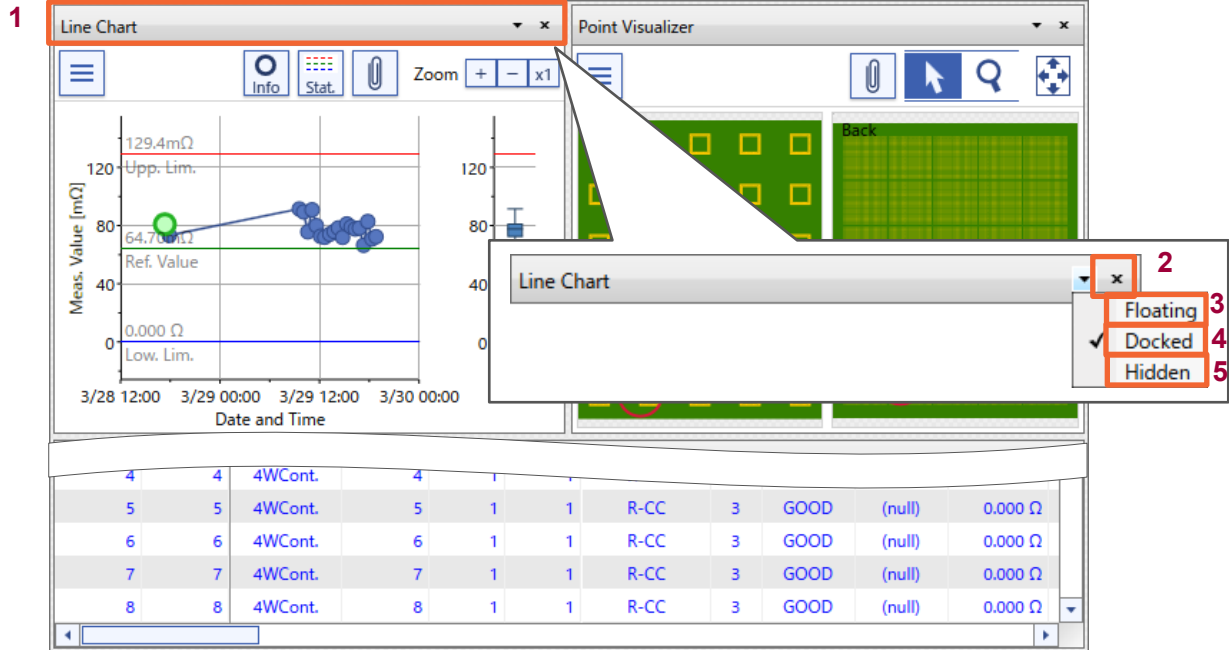 1
Line Chart
Point Visualizer
Info
Stat.
Zoom
+
−
x1
Back
129.4mΩ
Upp. Lim.
64.70mΩ
Ref. Value
0.000 Ω
Low. Lim.
Meas. Value [mΩ]
120
80
40
0
120
80
40
0
3/28 12:00 3/29 00:00 3/29 12:00 3/30 00:00
Date and Time
2
Line Chart
Floating 3
✓ Docked 4
Hidden 5
4 4 4WCont. 4 1 1
5 5 4WCont. 5 1 1 R-CC 3 GOOD (null) 0.000 Ω
6 6 4WCont. 6 1 1 R-CC 3 GOOD (null) 0.000 Ω
7 7 4WCont. 7 1 1 R-CC 3 GOOD (null) 0.000 Ω
8 8 4WCont. 8 1 1 R-CC 3 GOOD (null) 0.000 Ω